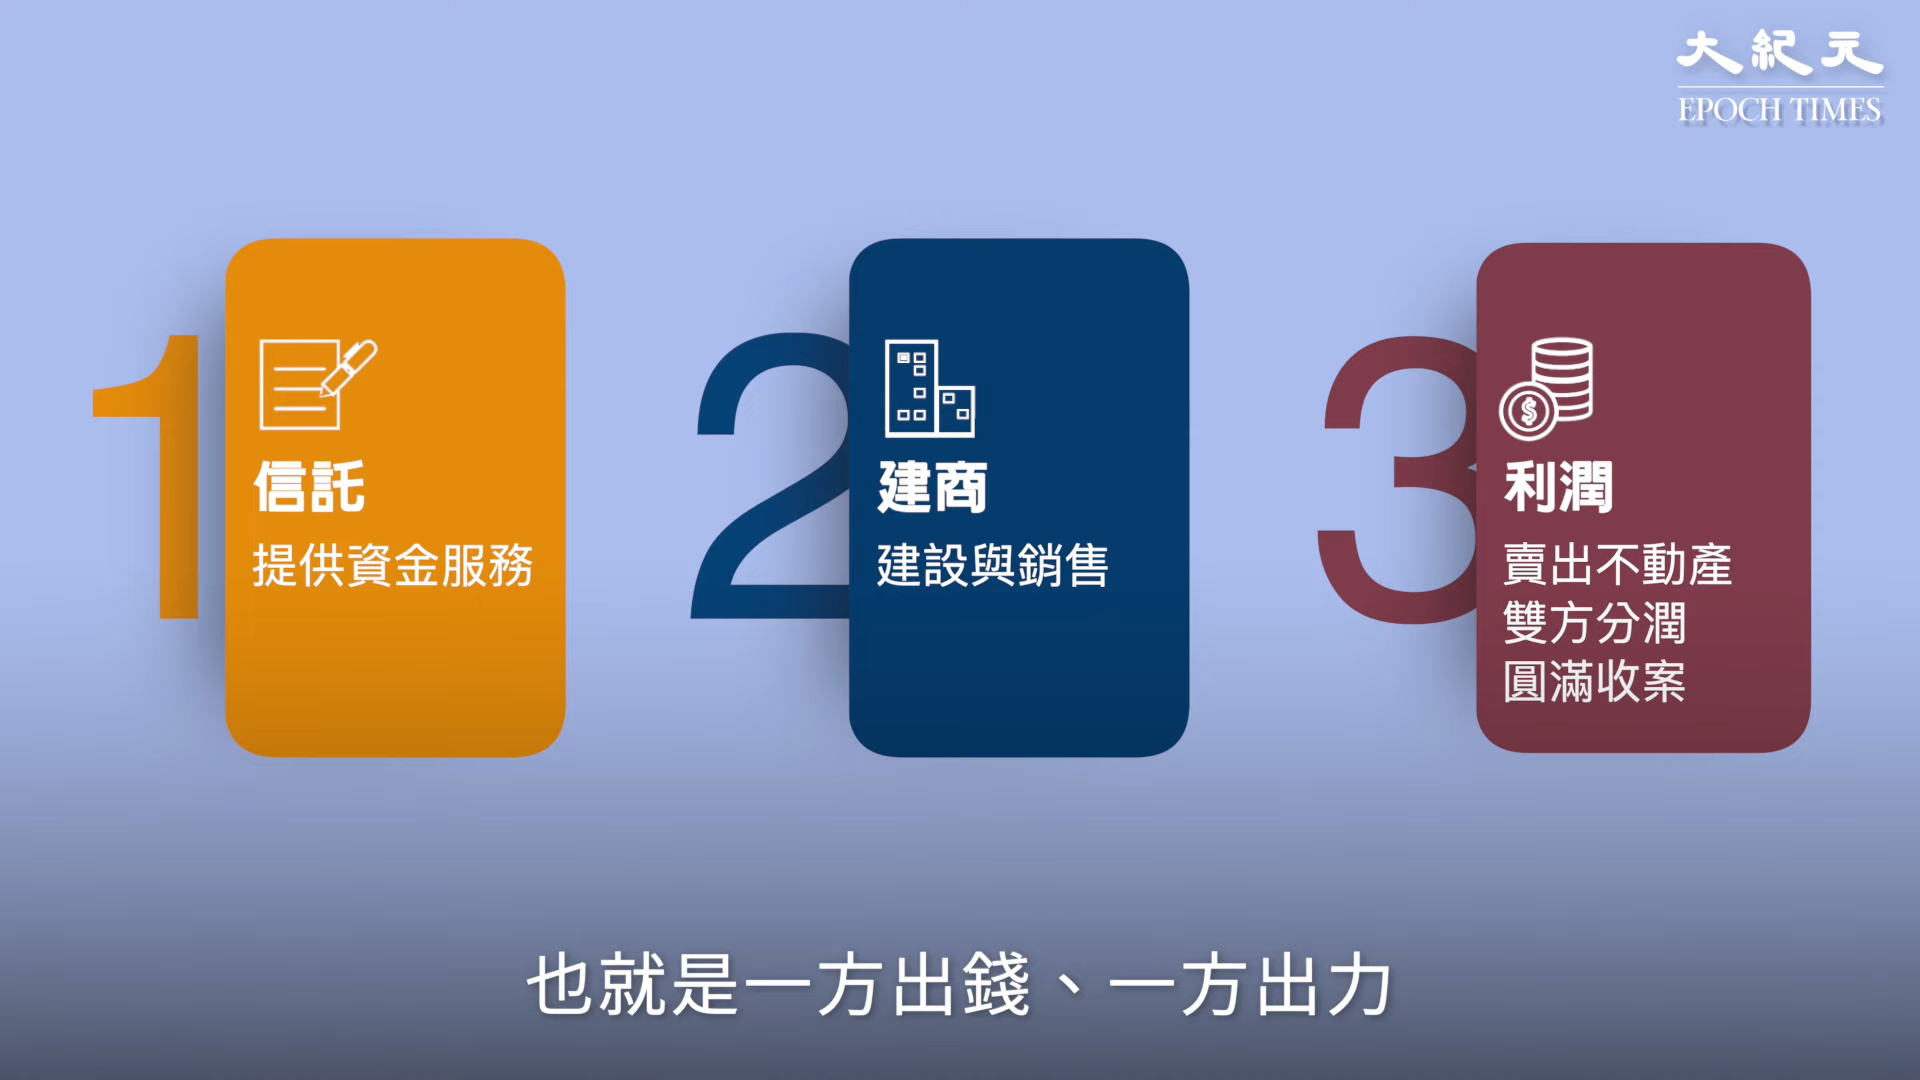 大紀元
EPOCH TIMES
1
信託
提供資金服務
2
建商
建設與銷售
3
利潤
賣出不動產
雙方分潤
圓滿收案
也就是一方出錢、一方出力